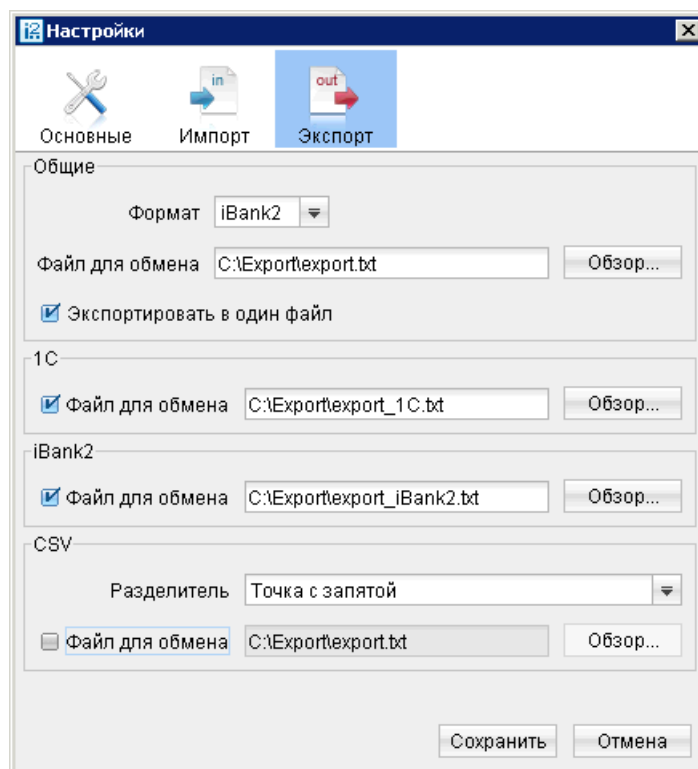 Настройки
in
out
Основные Импорт Экспорт
Общие
Формат iBank2
Файл для обмена C:\Export\export.txt Обзор...
Экспортировать в один файл
1С
Файл для обмена C:\Export\export_1C.txt Обзор...
iBank2
Файл для обмена C:\Export\export_iBank2.txt Обзор...
CSV
Разделитель Точка с запятой
Файл для обмена C:\Export\export.txt Обзор...
Сохранить Отмена